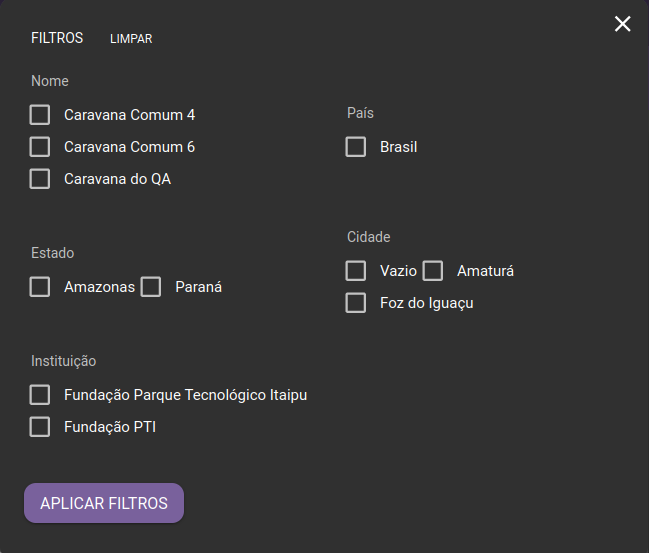 FILTROS LIMPAR
Nome
Caravana Comum 4
Caravana Comum 6
Caravana do QA
País
Brasil
Estado
Amazonas Paraná
Cidade
Vazio Amaturá
Foz do Iguaçu
Instituição
Fundação Parque Tecnológico Itaipu
Fundação PTI
APLICAR FILTROS